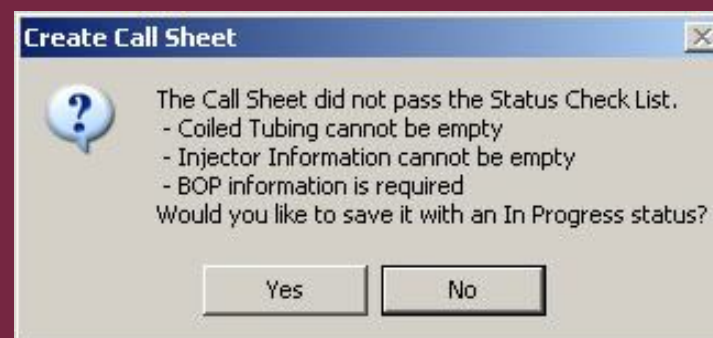 Create Call Sheet
The Call Sheet did not pass the Status Check List.
- Coiled Tubing cannot be empty
- Injector Information cannot be empty
- BOP information is required
Would you like to save it with an In Progress status?
Yes No